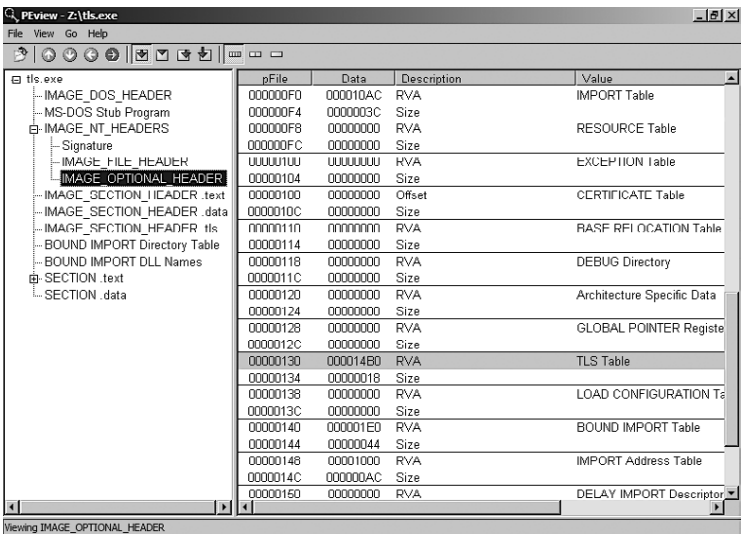 PEview - Z:\tls.exe
File View Go Help
tls.exe
IMAGE_DOS_HEADER
MS-DOS Stub Program
IMAGE_NT_HEADERS
Signature
IMAGE_FILE_HEADER
IMAGE_OPTIONAL_HEADER
IMAGE_SECTION_HEADER .text
IMAGE_SECTION_HEADER .data
IMAGE_SECTION_HEADER .tls
BOUND IMPORT Directory Table
BOUND IMPORT DLL Names
SECTION .text
SECTION .data
pFile Data Description Value
000000F0 000010AC RVA IMPORT Table
000000F4 0000003C Size
000000F8 00000000 RVA RESOURCE Table
000000FC 00000000 Size
00000100 00000000 RVA EXCEPTION Table
00000104 00000000 Size
00000100 00000000 Offset CERTIFICATE Table
0000010C 00000000 Size
00000110 00000000 RVA BASE RELOCATION Table
00000114 00000000 Size
00000118 00000000 RVA DEBUG Directory
0000011C 00000000 Size
00000120 00000000 RVA Architecture Specific Data
00000124 00000000 Size
00000128 00000000 RVA GLOBAL POINTER Registe
0000012C 00000000 Size
00000130 000014B0 RVA TLS Table
00000134 00000018 Size
00000138 00000000 RVA LOAD CONFIGURATION Ta
0000013C 00000000 Size
00000140 000001E0 RVA BOUND IMPORT Table
00000144 00000044 Size
00000148 00001000 RVA IMPORT Address Table
0000014C 000000AC Size
00000150 00000000 RVA DELAY IMPORT Descriptor
Viewing IMAGE_OPTIONAL_HEADER